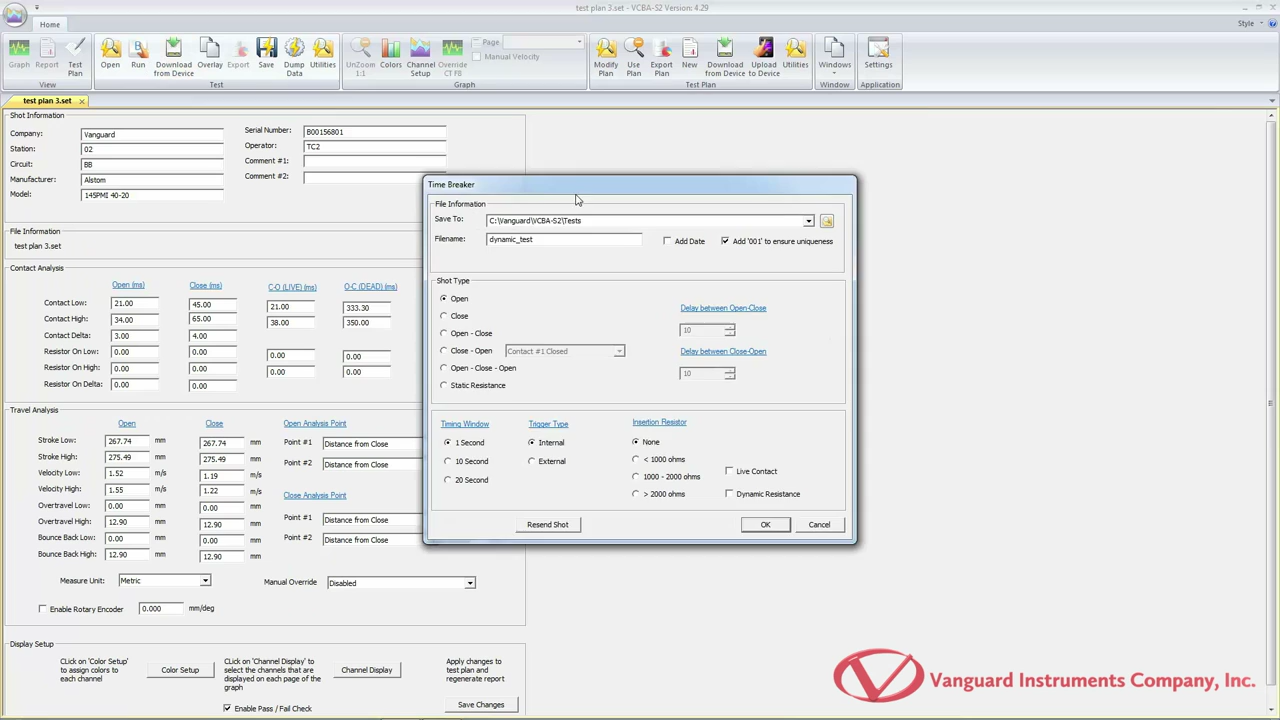 test plan 3.set - VCBA-S2 Version: 4.29
Home
Style
Graph
Report
Test Plan
View
Open
Run
Download from Device
Overlay
Export
Save
Dump Data
Utilities
Test
UnZoom 1:1
Colors
Channel Setup
Override CT FB
Page
Manual Velocity
Graph
Modify Plan
Use Plan
Export Plan
New
Download from Device
Upload to Device
Utilities
Test Plan
Windows
Window
Settings
Application
test plan 3.set
Shot Information
Company: Vanguard
Station: 02
Circuit: BB
Manufacturer: Alstom
Model: 145PMI 40-20
Serial Number: B00156801
Operator: TC2
Comment #1:
Comment #2:
File Information
test plan 3.set
Contact Analysis
Open (ms) Close (ms) C-O (LIVE) (ms) O-C (DEAD) (ms)
Contact Low: 21.00 45.00 21.00 333.30
Contact High: 34.00 65.00 38.00 350.00
Contact Delta: 3.00 4.00
Resistor On Low: 0.00 0.00 0.00 0.00
Resistor On High: 0.00 0.00 0.00 0.00
Resistor On Delta: 0.00 0.00
Travel Analysis
Open Close Open Analysis Point
Stroke Low: 267.74 mm 267.74 mm Point #1 Distance from Close
Stroke High: 275.49 mm 275.49 mm Point #2 Distance from Close
Velocity Low: 1.52 m/s 1.19 m/s
Velocity High: 1.55 m/s 1.22 m/s Close Analysis Point
Overtravel Low: 0.00 mm 0.00 mm
Overtravel High: 12.90 mm 12.90 mm Point #1 Distance from Close
Bounce Back Low: 0.00 mm 0.00 mm Point #2 Distance from Close
Bounce Back High: 12.90 mm 12.90 mm
Measure Unit: Metric Manual Override Disabled
Enable Rotary Encoder 0.000 mm/deg
Display Setup
Click on 'Color Setup' to assign colors to each channel
Color Setup
Click on 'Channel Display' to select the channels that are displayed on each page of the graph
Channel Display
Apply changes to test plan and regenerate report
Enable Pass / Fail Check
Save Changes
Time Breaker
File Information
Save To: C:\Vanguard\VCBA-S2\Tests
Filename: dynamic_test Add Date Add '001' to ensure uniqueness
Shot Type
Open
Close
Open - Close
Close - Open Contact #1 Closed
Open - Close - Open
Static Resistance
Delay between Open-Close
10
Delay between Close-Open
10
Timing Window
1 Second
10 Second
20 Second
Trigger Type
Internal
External
Insertion Resistor
None
< 1000 ohms
1000 - 2000 ohms
> 2000 ohms
Live Contact
Dynamic Resistance
Resend Shot
OK
Cancel
Vanguard Instruments Company, Inc.